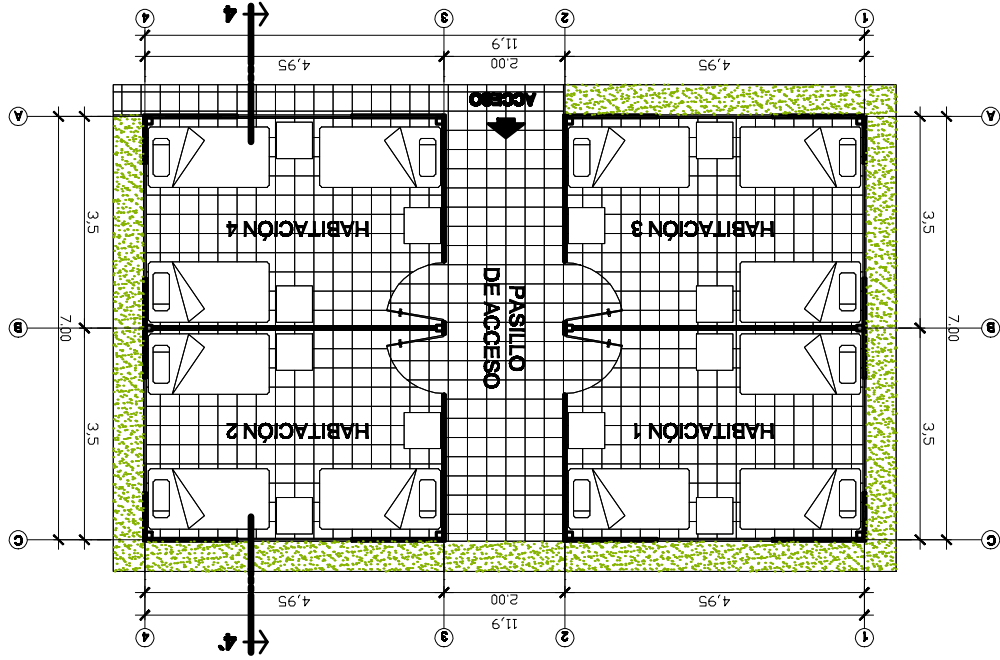 1 2 3 4' 4
11,9
4,95 2.00 4,95
C C
3,5 HABITACIÓN 1 HABITACIÓN 2 3,5
PASILLO
DE ACCESO
B 7.00 7.00 B
3,5 HABITACIÓN 3 HABITACIÓN 4 3,5
A A
ACCESO
4,95 2.00 4,95
11,9
1 2 3 4 4